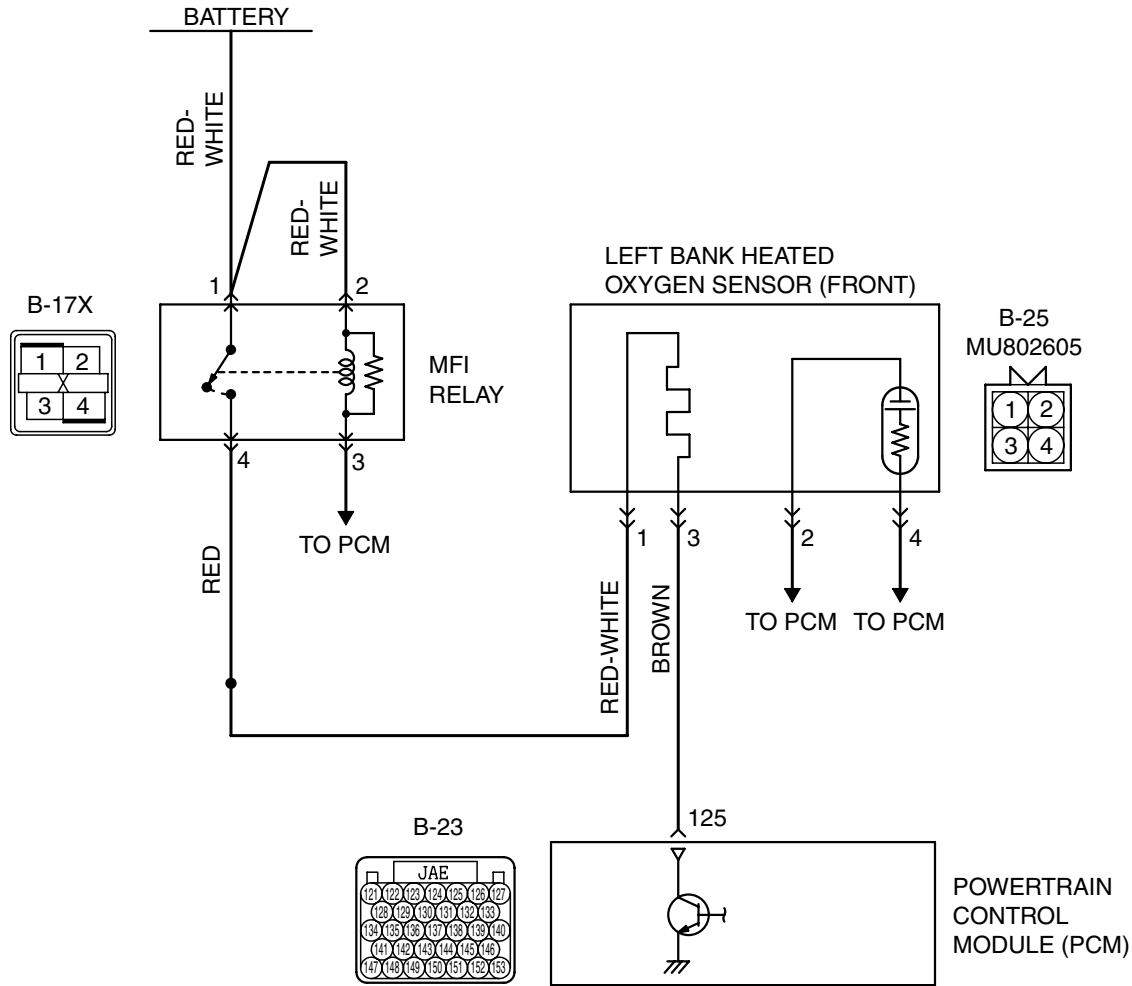 BATTERY
RED-
WHITE
RED-
WHITE
1
2
B-17X
1 2
3 4
MFI
RELAY
4
3
TO PCM
RED
LEFT BANK HEATED
OXYGEN SENSOR (FRONT)
B-25
MU802605
1 2
3 4
1
3
2
4
TO PCM
TO PCM
RED-WHITE
BROWN
125
B-23
JAE
121 122 123 124 125 126 127
128 129 130 131 132 133
134 135 136 137 138 139 140
141 142 143 144 145 146
147 148 149 150 151 152 153
POWERTRAIN
CONTROL
MODULE (PCM)